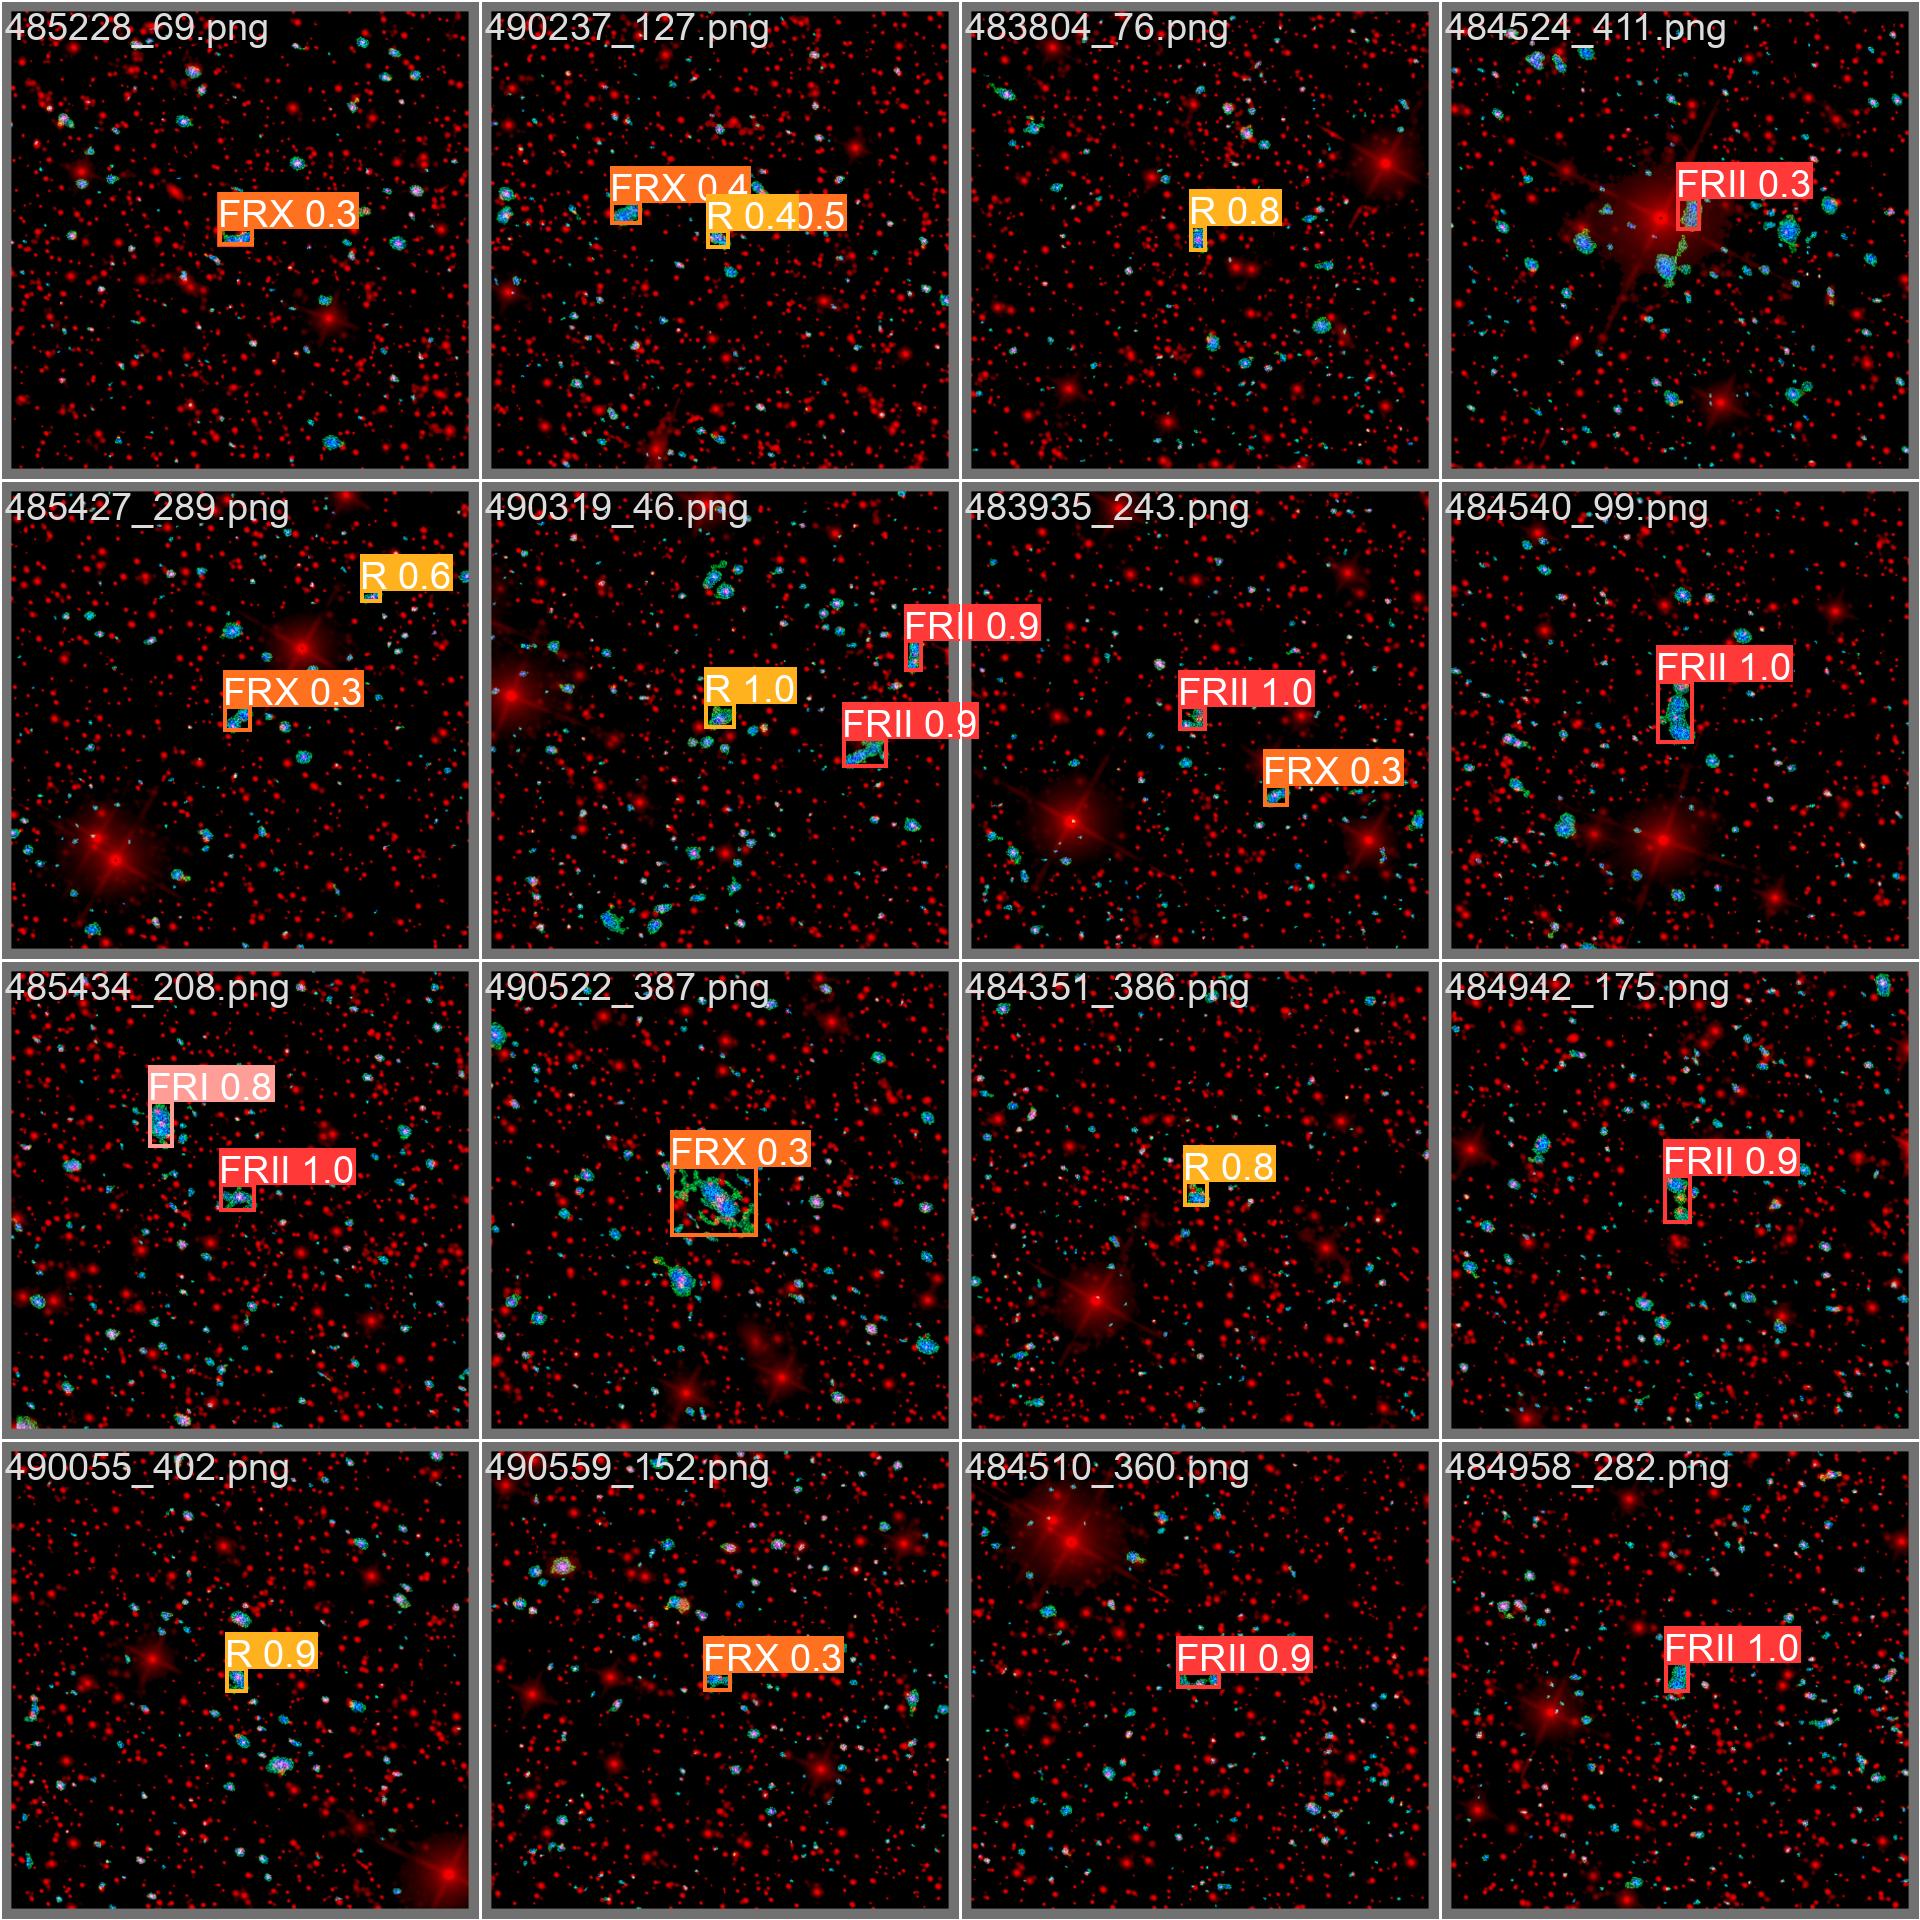 485228_69.png
FRX 0.3
490237_127.png
FRX 0.4
R 0.4
0.5
483804_76.png
R 0.8
484524_411.png
FRII 0.3
485427_289.png
R 0.6
FRX 0.3
490319_46.png
FRII 0.9
R 1.0
FRII 0.9
483935_243.png
FRII 1.0
FRX 0.3
484540_99.png
FRII 1.0
485434_208.png
FRI 0.8
FRII 1.0
490522_387.png
FRX 0.3
484351_386.png
R 0.8
484942_175.png
FRII 0.9
490055_402.png
R 0.9
490559_152.png
FRX 0.3
484510_360.png
FRII 0.9
484958_282.png
FRII 1.0